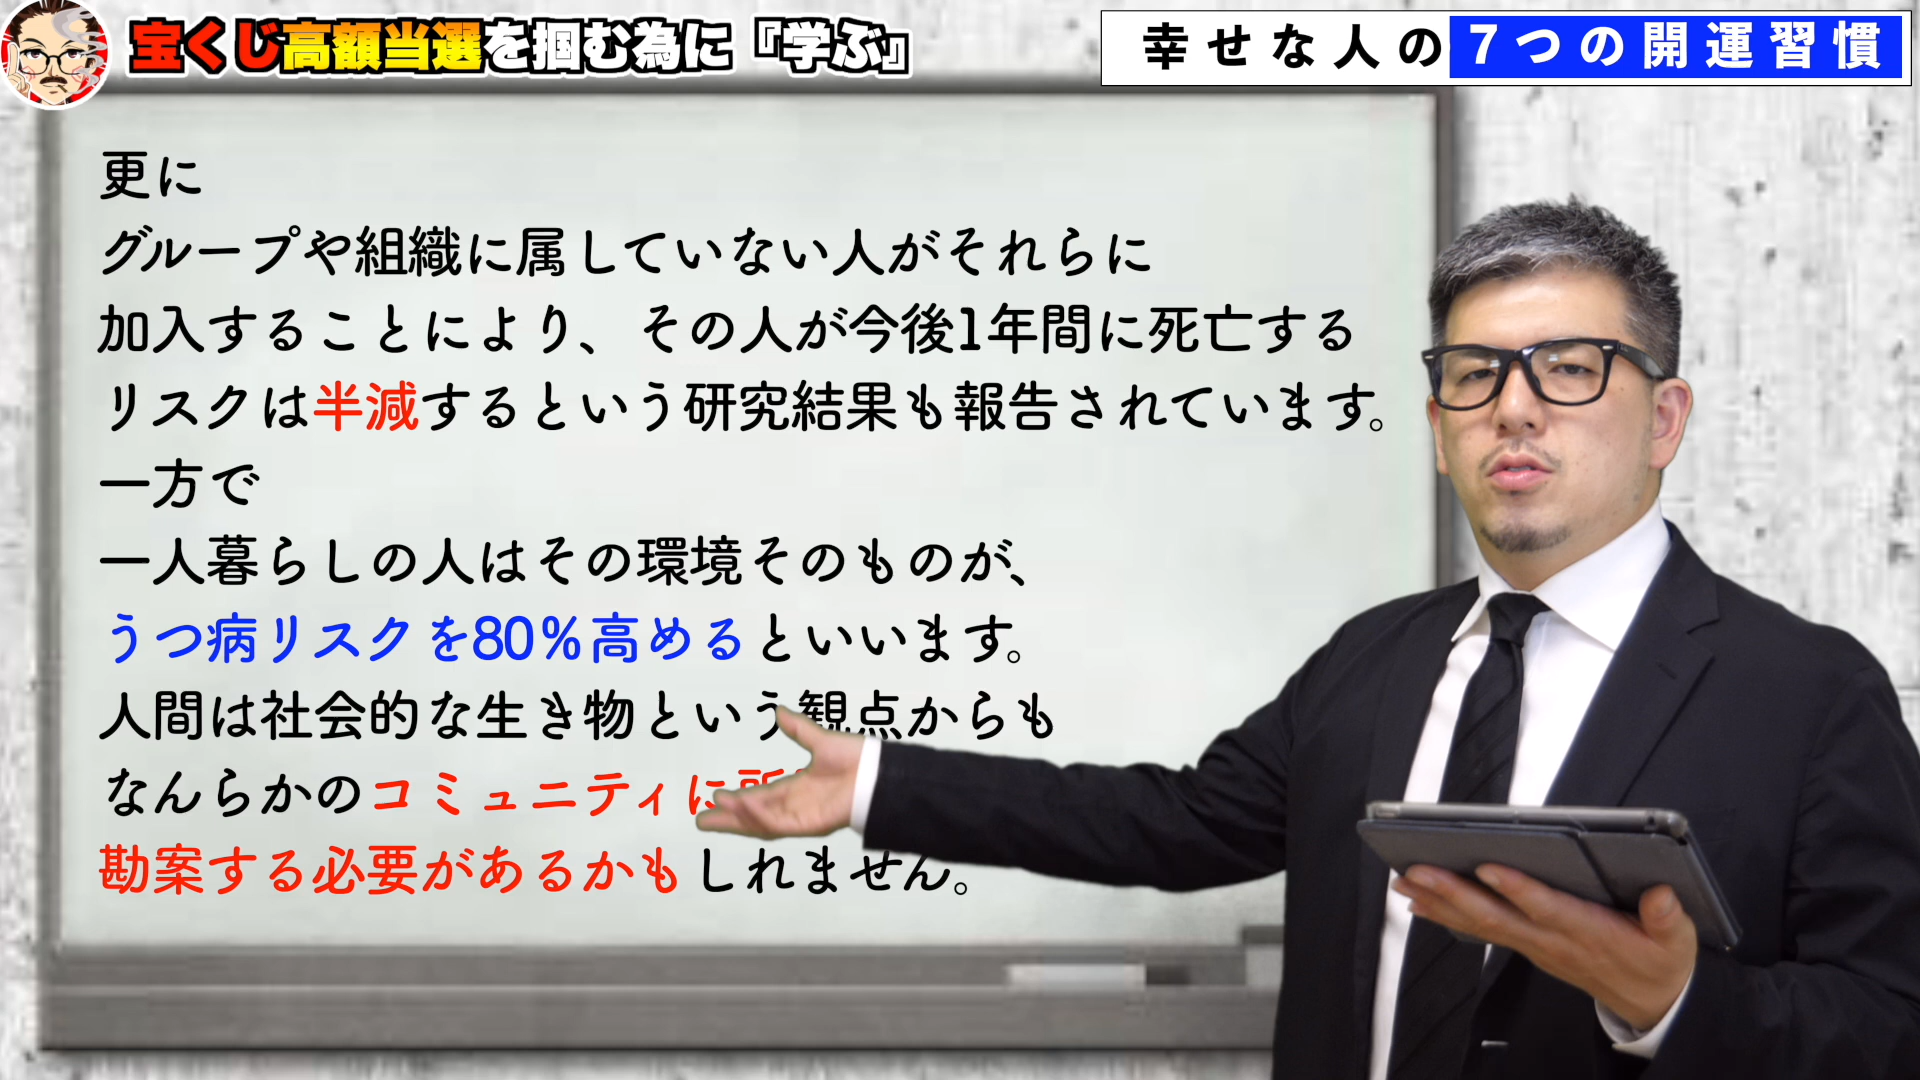 宝くじ高額当選を掴む為に『学ぶ』
幸せな人の7つの開運習慣
更に
グループや組織に属していない人がそれらに
加入することにより、その人が今後1年間に死亡する
リスクは半減するという研究結果も報告されています。
一方で
一人暮らしの人はその環境そのものが、
うつ病リスクを80%高めるといいます。
人間は社会的な生き物という観点からも
なんらかのコミュニティに
勘案する必要があるかもしれません。